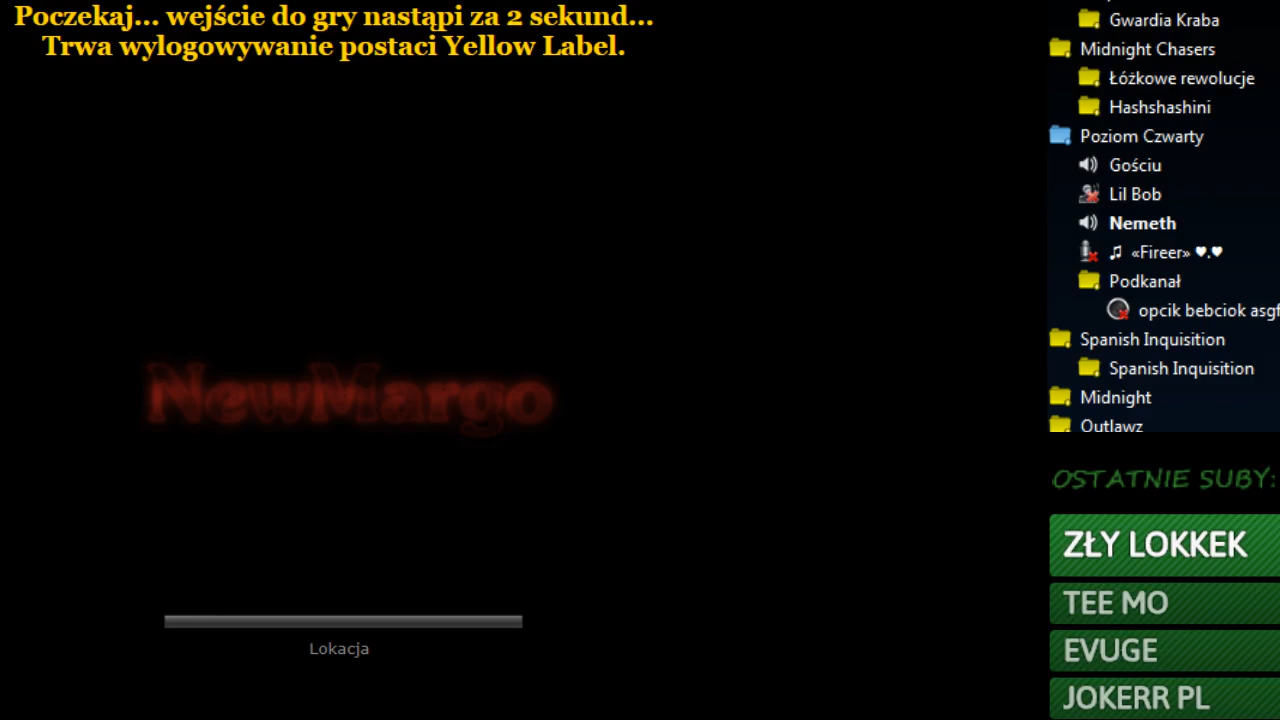 Poczekaj... wejście do gry nastąpi za 2 sekund...
Trwa wylogowywanie postaci Yellow Label.
NewMargo
Lokacja
Gwardia Kraba
Midnight Chasers
Łóżkowe rewolucje
Hashshashini
Poziom Czwarty
Gościu
Lil Bob
Nemeth
♫ «Fireer» ♥.♥
Podkanał
opcik bebciok asgf
Spanish Inquisition
Spanish Inquisition
Midnight
Outlawz
OSTATNIE SUBY:
ZŁY LOKKEK
TEE MO
EVUGE
JOKERR PL